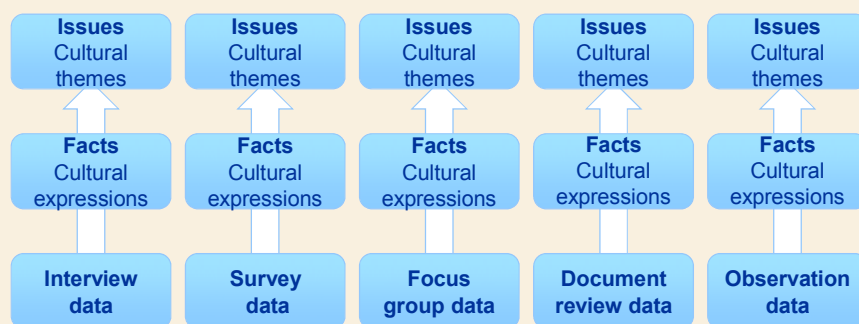 Issues
Cultural
themes
Issues
Cultural
themes
Issues
Cultural
themes
Issues
Cultural
themes
Issues
Cultural
themes
Facts
Cultural
expressions
Facts
Cultural
expressions
Facts
Cultural
expressions
Facts
Cultural
expressions
Facts
Cultural
expressions
Interview
data
Survey
data
Focus
group data
Document
review data
Observation
data